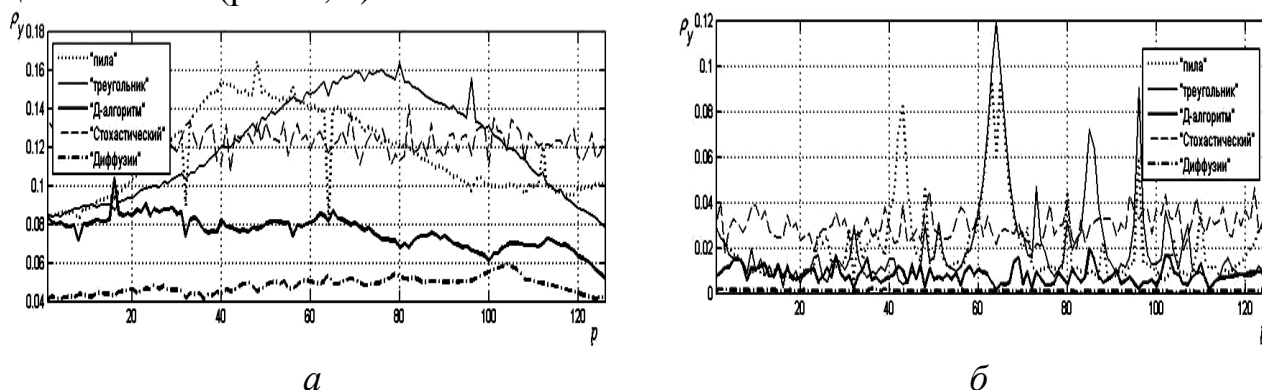 ρy 0.18
0.16
0.14
0.12
0.1
0.08
0.06
0.04
"пила"
"треугольник"
"Д-алгоритм"
"Стохастический"
"Диффузии"
20 40 60 80 100 120
p
а
ρy 0.12
0.1
0.08
0.06
0.04
0.02
0
"пила"
"треугольник"
"Д-алгоритм"
"Стохастический"
"Диффузии"
20 40 60 80 100 120
б